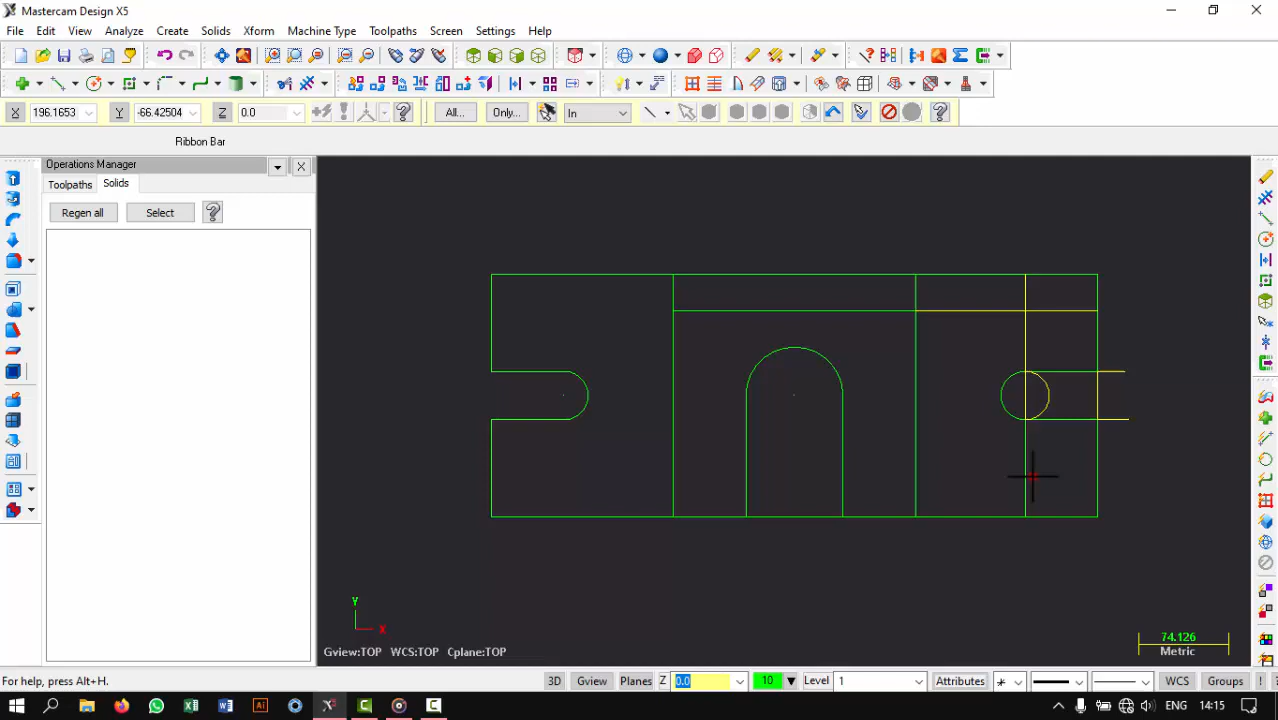 Mastercam Design X5
File Edit View Analyze Create Solids Xform Machine Type Toolpaths Screen Settings Help
X 196.1653 Y -66.42504 Z 0.0 All... Only... In
Ribbon Bar
Operations Manager
Toolpaths Solids
Regen all Select
Y
X
Gview:TOP WCS:TOP Cplane:TOP
74.126
Metric
For help, press Alt+H. 3D Gview Planes Z 0.0 10 Level 1 Attributes WCS Groups
ENG 14:15